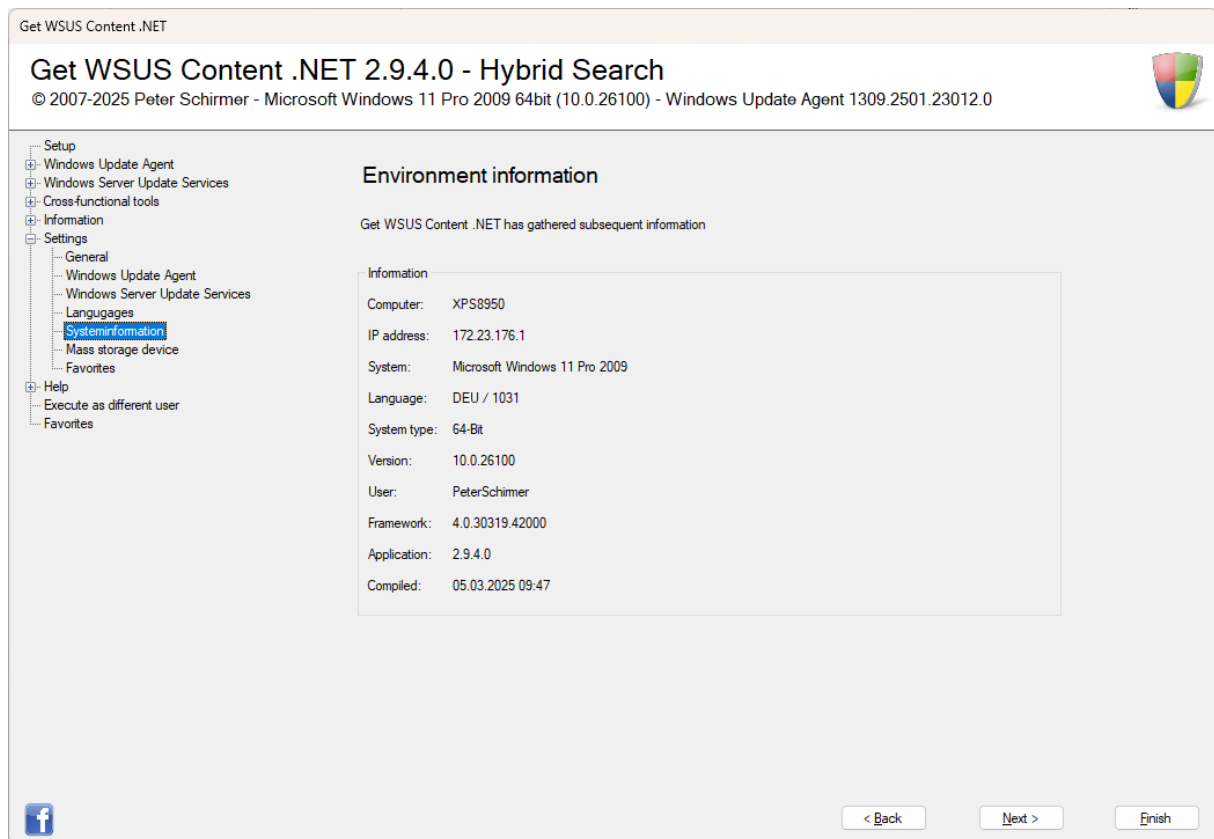 Get WSUS Content .NET
Get WSUS Content .NET 2.9.4.0 - Hybrid Search
© 2007-2025 Peter Schirmer - Microsoft Windows 11 Pro 2009 64bit (10.0.26100) - Windows Update Agent 1309.2501.23012.0
Setup
Windows Update Agent
Windows Server Update Services
Cross-functional tools
Information
Settings
General
Windows Update Agent
Windows Server Update Services
Langugages
Systeminformation
Mass storage device
Favorites
Help
Execute as different user
Favorites
Environment information
Get WSUS Content .NET has gathered subsequent information
Information
Computer: XPS8950
IP address: 172.23.176.1
System: Microsoft Windows 11 Pro 2009
Language: DEU / 1031
System type: 64-Bit
Version: 10.0.26100
User: PeterSchirmer
Framework: 4.0.30319.42000
Application: 2.9.4.0
Compiled: 05.03.2025 09:47
f
< Back
Next >
Finish